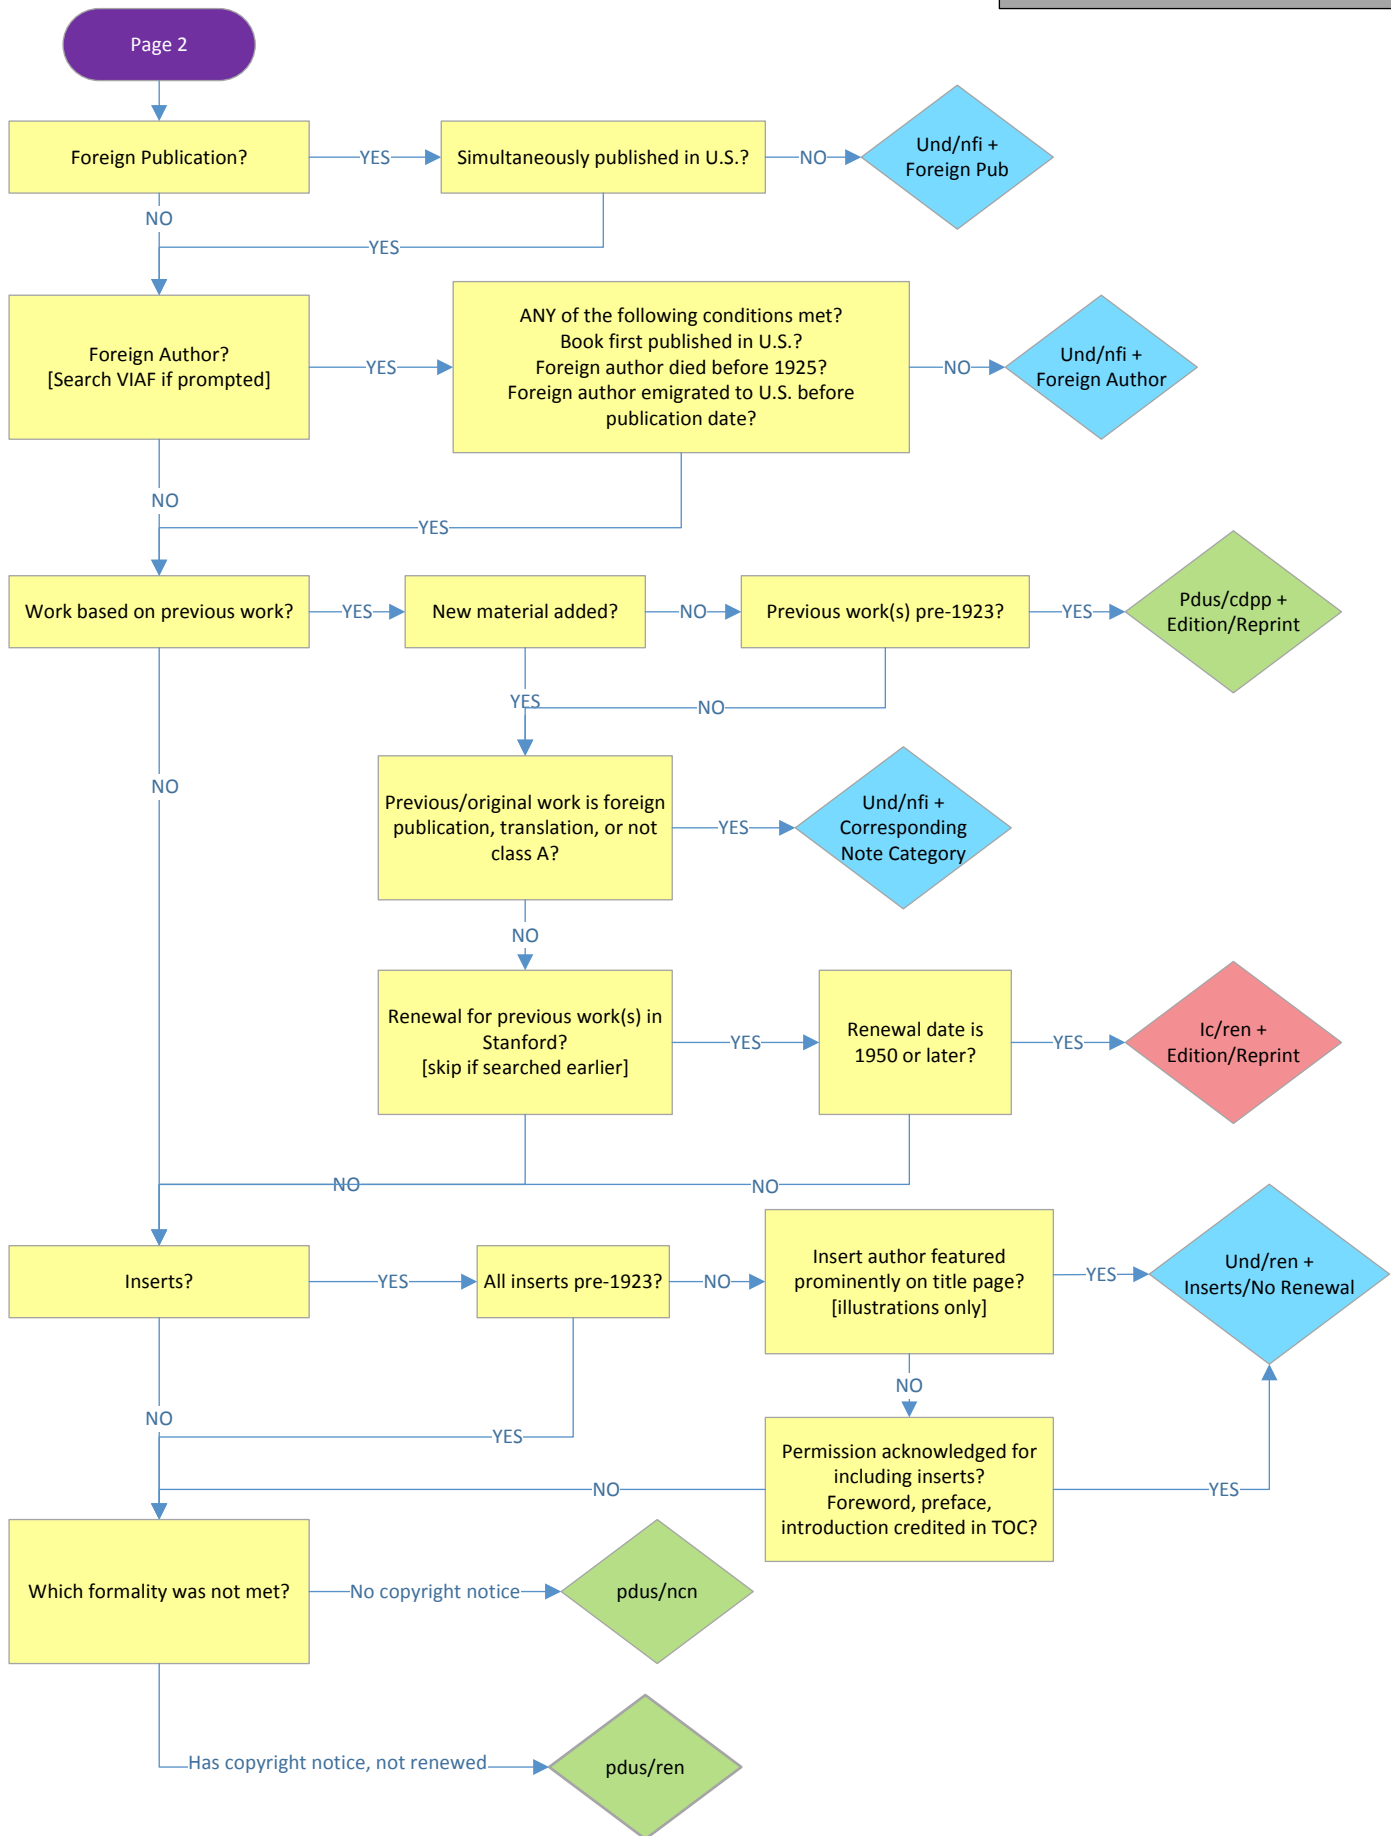 Page 2
Foreign Publication?
YES
Simultaneously published in U.S.?
NO
Und/nfi +
Foreign Pub
NO
YES
Foreign Author?
[Search VIAF if prompted]
YES
ANY of the following conditions met?
Book first published in U.S.?
Foreign author died before 1925?
Foreign author emigrated to U.S. before
publication date?
NO
Und/nfi +
Foreign Author
NO
YES
Work based on previous work?
YES
New material added?
NO
Previous work(s) pre-1923?
YES
Pdus/cdpp +
Edition/Reprint
YES
NO
NO
Previous/original work is foreign
publication, translation, or not
class A?
YES
Und/nfi +
Corresponding
Note Category
NO
Renewal for previous work(s) in
Stanford?
[skip if searched earlier]
YES
Renewal date is
1950 or later?
YES
Ic/ren +
Edition/Reprint
NO
NO
Inserts?
YES
All inserts pre-1923?
NO
Insert author featured
prominently on title page?
[illustrations only]
YES
Und/ren +
Inserts/No Renewal
NO
NO
YES
Permission acknowledged for
including inserts?
Foreword, preface,
introduction credited in TOC?
NO
YES
Which formality was not met?
No copyright notice
pdus/ncn
Has copyright notice, not renewed
pdus/ren